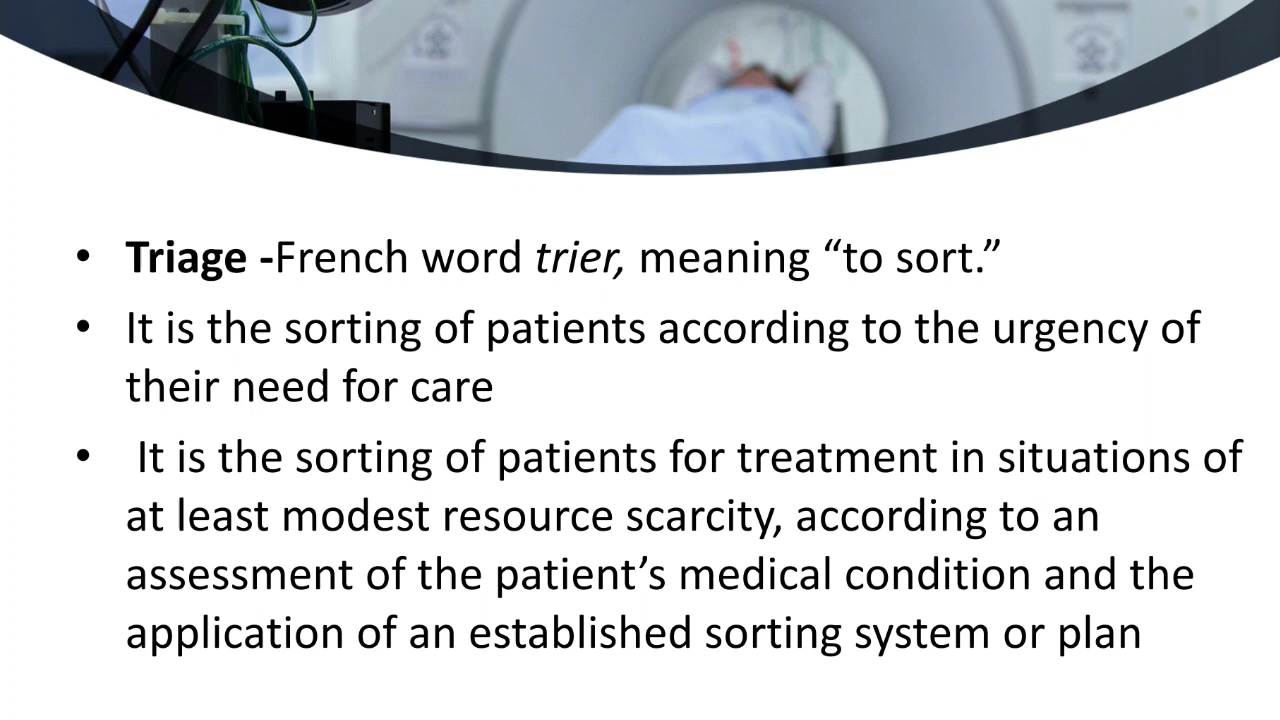 • Triage -French word trier, meaning “to sort.”
• It is the sorting of patients according to the urgency of
their need for care
• It is the sorting of patients for treatment in situations of
at least modest resource scarcity, according to an
assessment of the patient’s medical condition and the
application of an established sorting system or plan